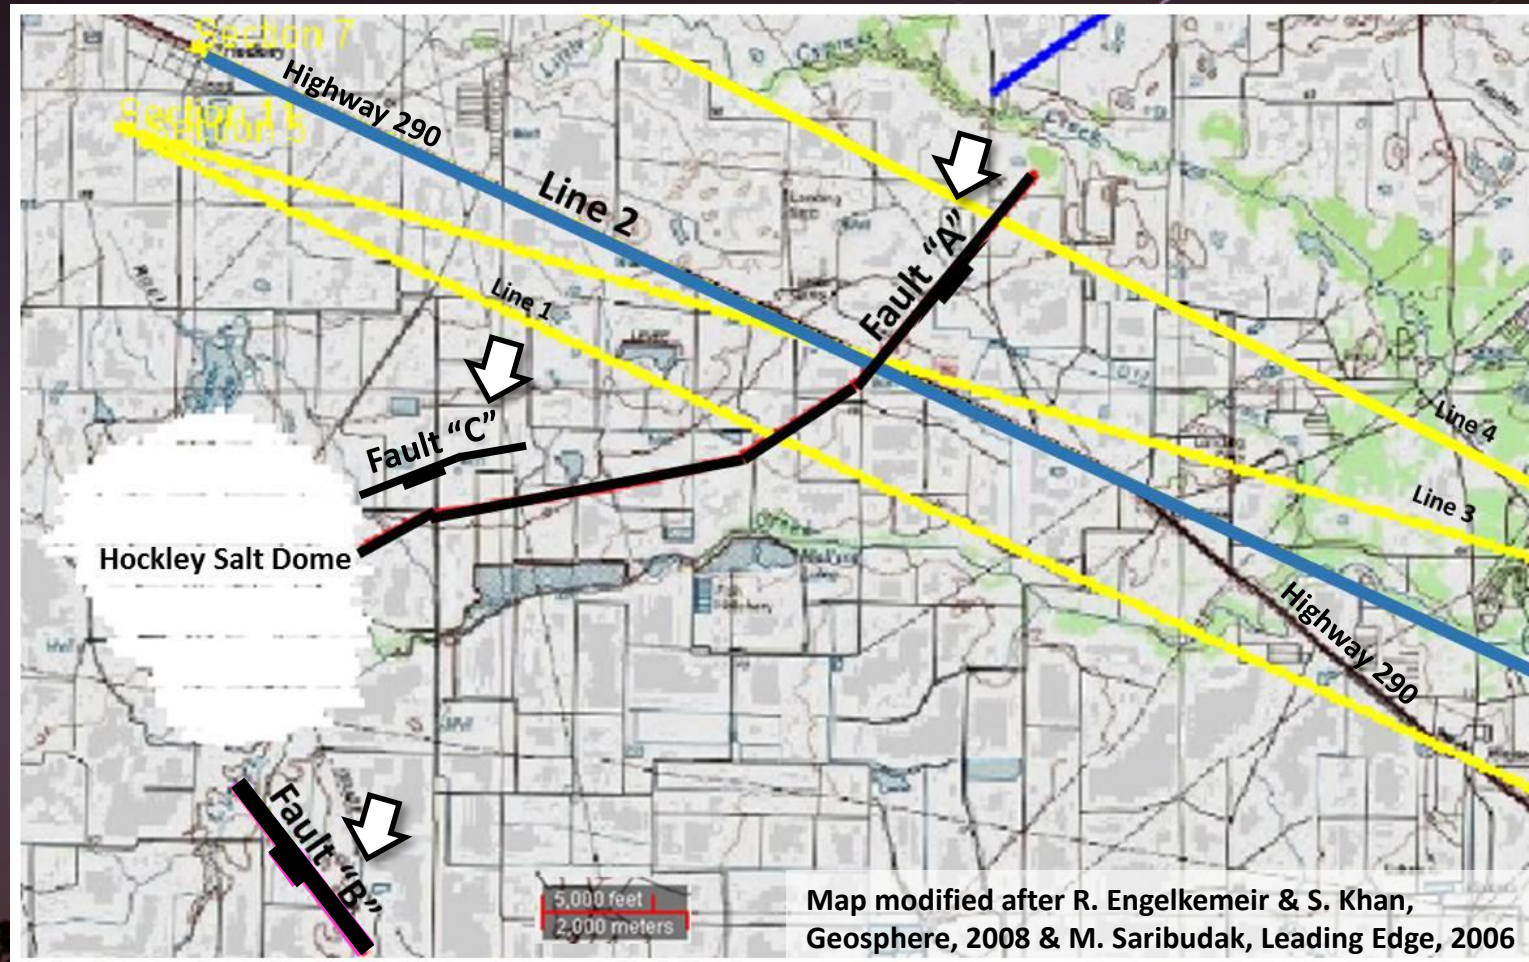 Section 7
Highway 290
Section 11
Section 5
Line 2
Cypress
Creek
Fault “A”
Line 1
Fault “C”
Line 4
Line 3
Hockley Salt Dome
Highway 290
Fault “B”
5,000 feet
2,000 meters
Map modified after R. Engelkemeir & S. Khan,
Geosphere, 2008 & M. Saribudak, Leading Edge, 2006